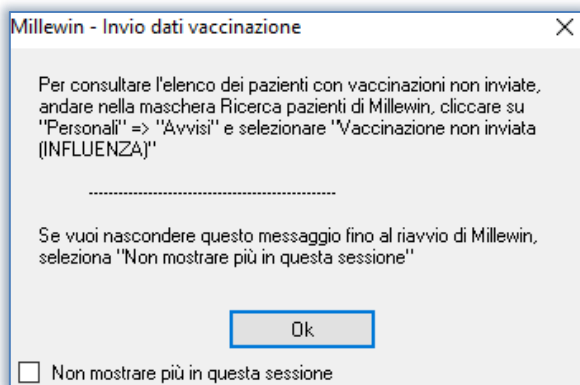 Millewin - Invio dati vaccinazione
Per consultare l'elenco dei pazienti con vaccinazioni non inviate,
andare nella maschera Ricerca pazienti di Millewin, cliccare su
"Personali" => "Avvisi" e selezionare "Vaccinazione non inviata
(INFLUENZA)"
--------------------------------------------------
Se vuoi nascondere questo messaggio fino al riavvio di Millewin,
seleziona "Non mostrare più in questa sessione"
Ok
Non mostrare più in questa sessione